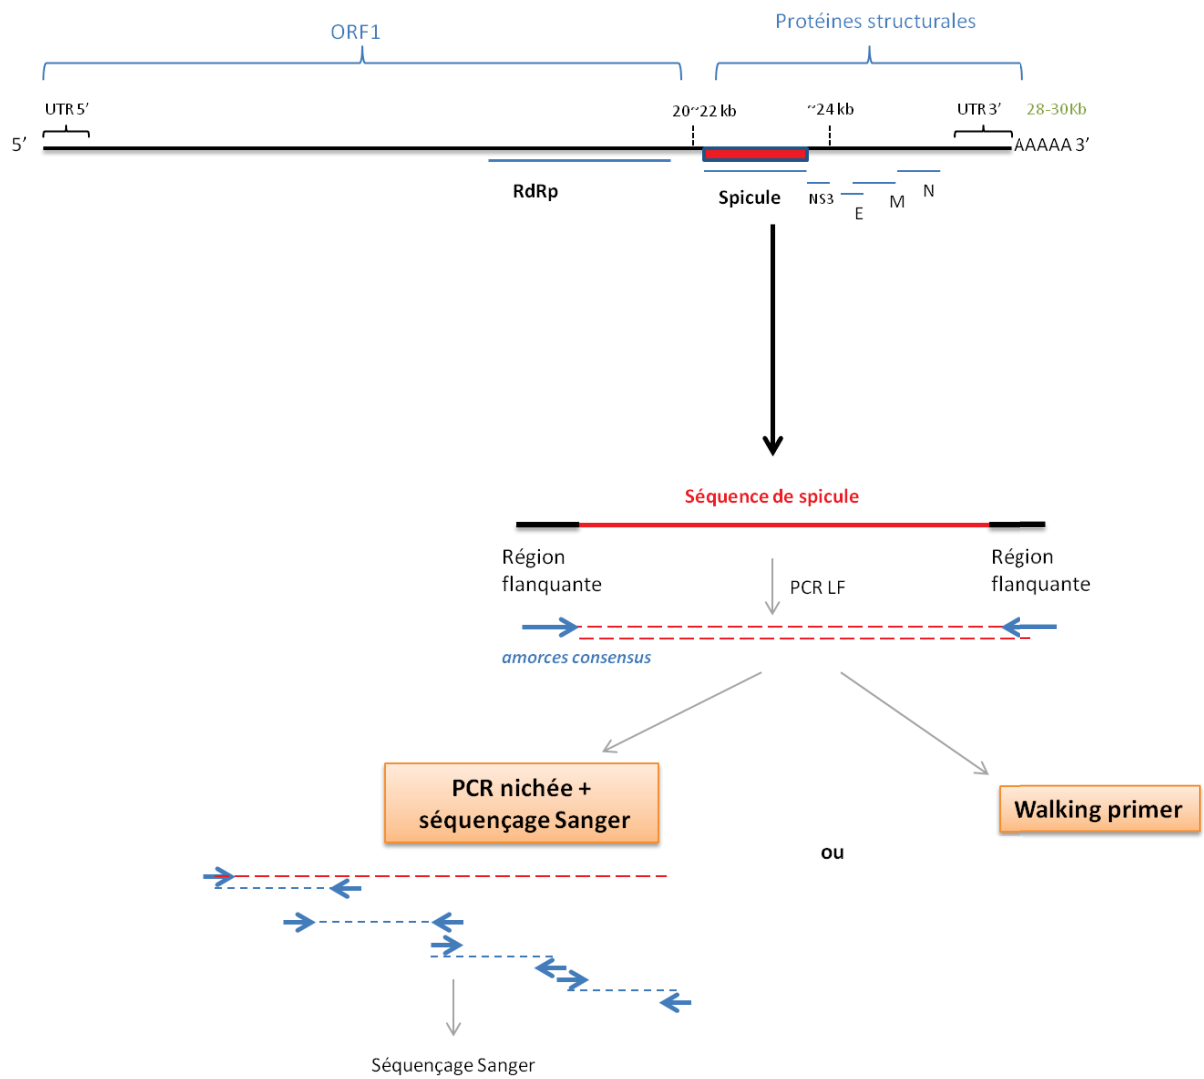 Protéines structurales
ORF1
UTR 5’
20~22 kb
~24 kb
UTR 3’
28-30Kb
5’
AAAAA 3’
RdRp
Spicule
NS3
E
M
N
Séquence de spicule
Région
flanquante
Région
flanquante
PCR LF
amorces consensus
PCR nichée +
séquençage Sanger
Walking primer
ou
Séquençage Sanger